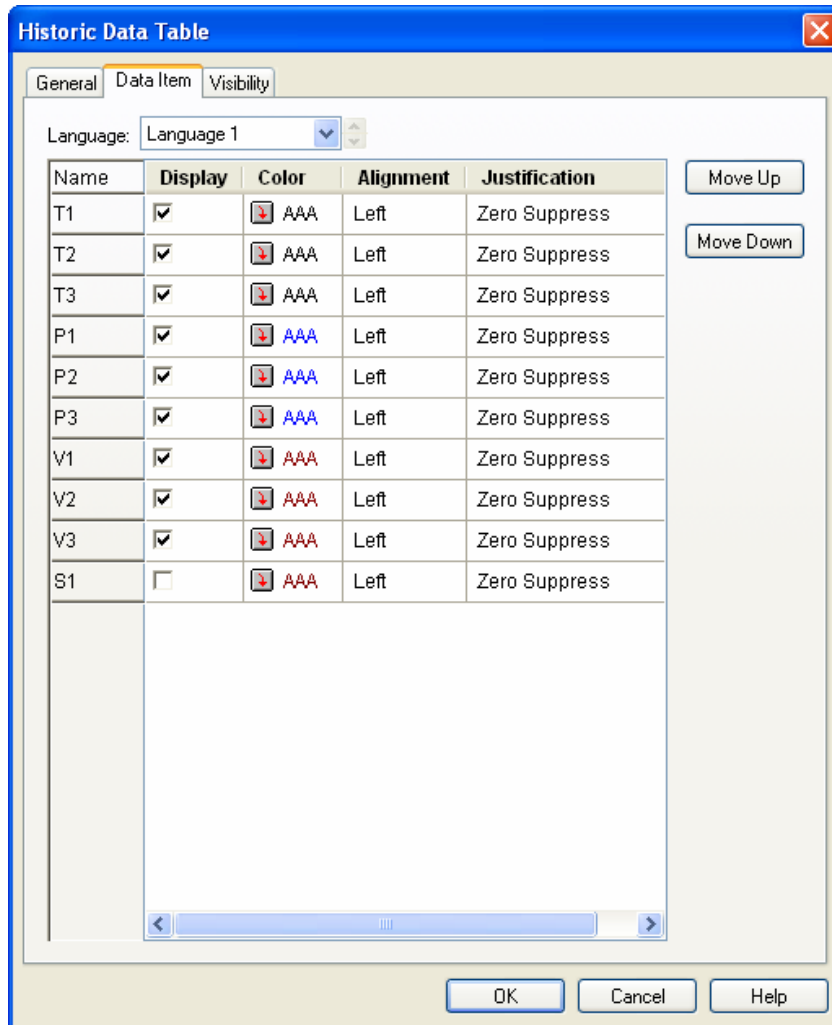 Historic Data Table
General Data Item Visibility
Language: Language 1
Name Display Color Alignment Justification
T1 AAA Left Zero Suppress
T2 AAA Left Zero Suppress
T3 AAA Left Zero Suppress
P1 AAA Left Zero Suppress
P2 AAA Left Zero Suppress
P3 AAA Left Zero Suppress
V1 AAA Left Zero Suppress
V2 AAA Left Zero Suppress
V3 AAA Left Zero Suppress
S1 AAA Left Zero Suppress
Move Up
Move Down
OK Cancel Help